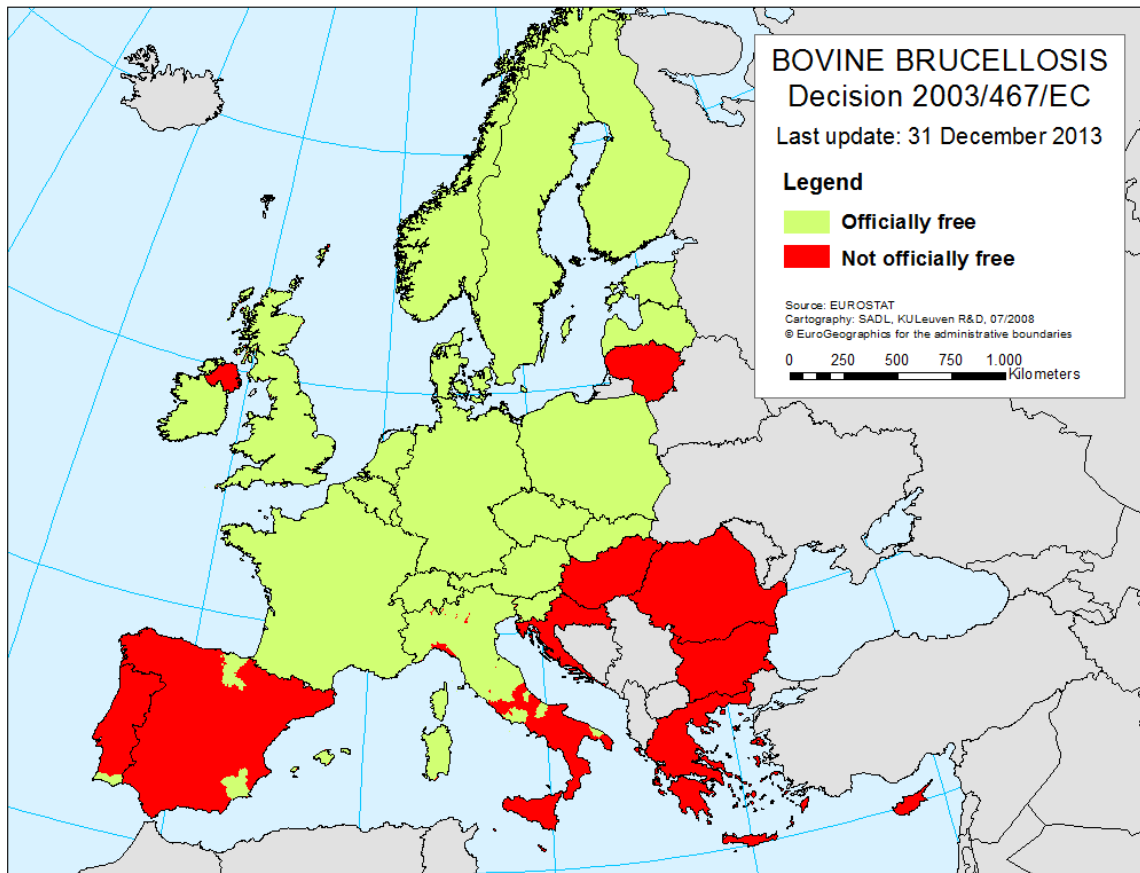 BOVINE BRUCELLOSIS
Decision 2003/467/EC
Last update: 31 December 2013
Legend
Officially free
Not officially free
Source: EUROSTAT
Cartography: SADL, KULeuven R&D, 07/2008
© EuroGeographics for the administrative boundaries
0 250 500 750 1.000
Kilometers